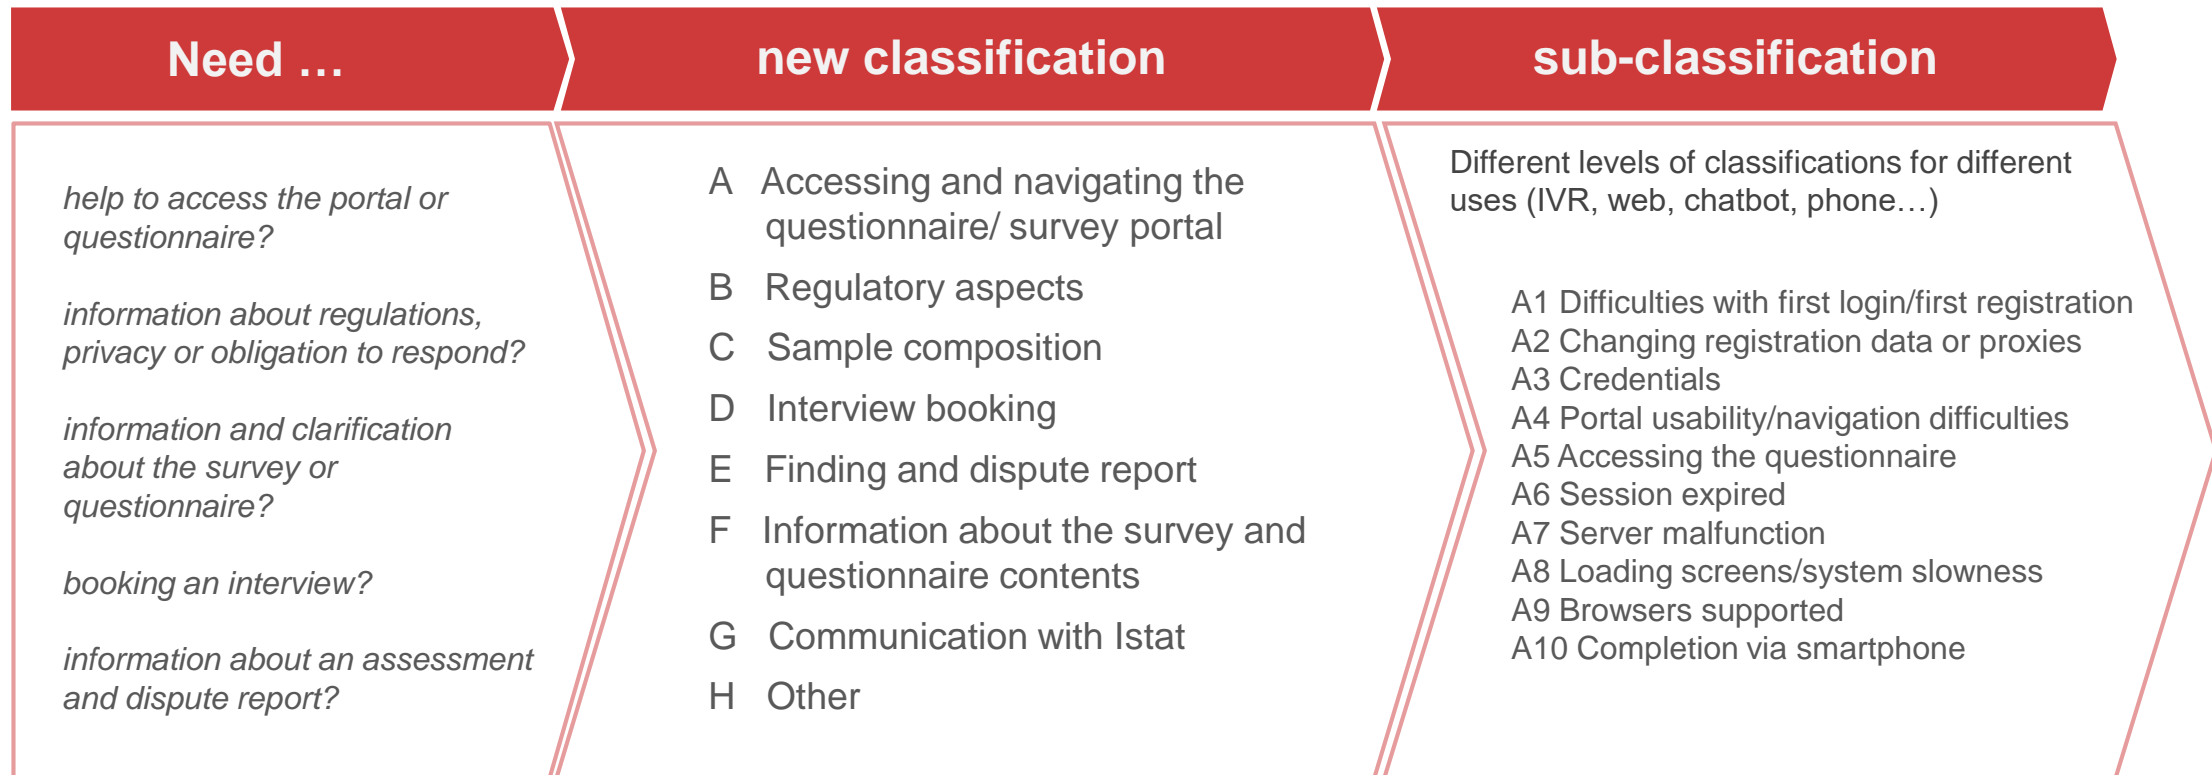 Need …
new classification
sub-classification
help to access the portal or
questionnaire?
information about regulations,
privacy or obligation to respond?
information and clarification
about the survey or
questionnaire?
booking an interview?
information about an assessment
and dispute report?
A Accessing and navigating the
questionnaire/ survey portal
B Regulatory aspects
C Sample composition
D Interview booking
E Finding and dispute report
F Information about the survey and
questionnaire contents
G Communication with Istat
H Other
Different levels of classifications for different
uses (IVR, web, chatbot, phone…)
A1 Difficulties with first login/first registration
A2 Changing registration data or proxies
A3 Credentials
A4 Portal usability/navigation difficulties
A5 Accessing the questionnaire
A6 Session expired
A7 Server malfunction
A8 Loading screens/system slowness
A9 Browsers supported
A10 Completion via smartphone